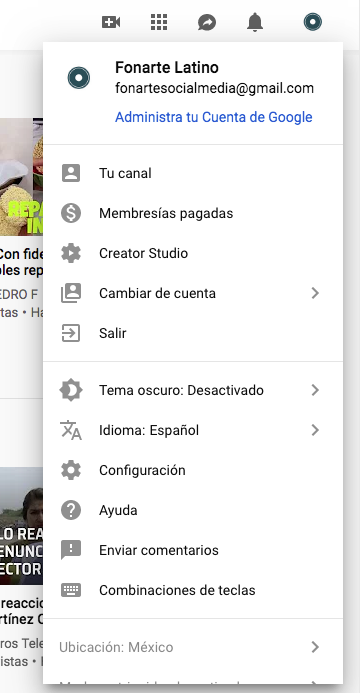 Fonarte Latino
fonartesocialmedia@gmail.com
Administra tu Cuenta de Google
Tu canal
Membresías pagadas
Creator Studio
Cambiar de cuenta
Salir
Tema oscuro: Desactivado
Idioma: Español
Configuración
Ayuda
Enviar comentarios
Combinaciones de teclas
Ubicación: México
REPA
IN
Con fide
bles rep
EDRO F
stas • Ha
LO REA
ENUNC
ECTOR
reaccio
rtínez O
ros Tele
istas •